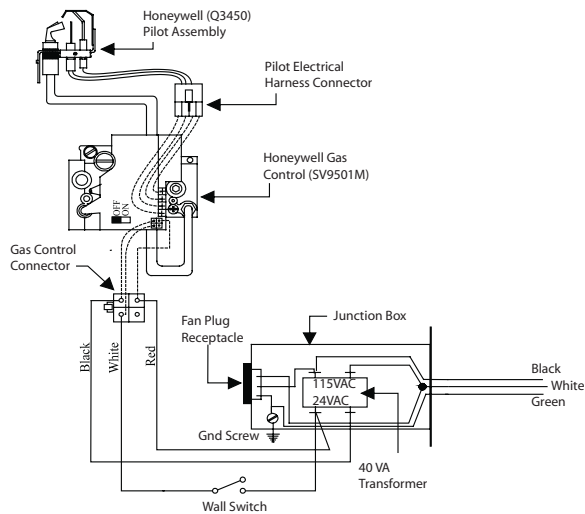 Honeywell (Q3450)
Pilot Assembly
Pilot Electrical
Harness Connector
Honeywell Gas
Control (SV9501M)
OFF
ON
Gas Control
Connector
Black
White
Red
Fan Plug
Receptacle
Junction Box
115VAC
24VAC
Black
White
Green
Gnd Screw
40 VA
Transformer
Wall Switch